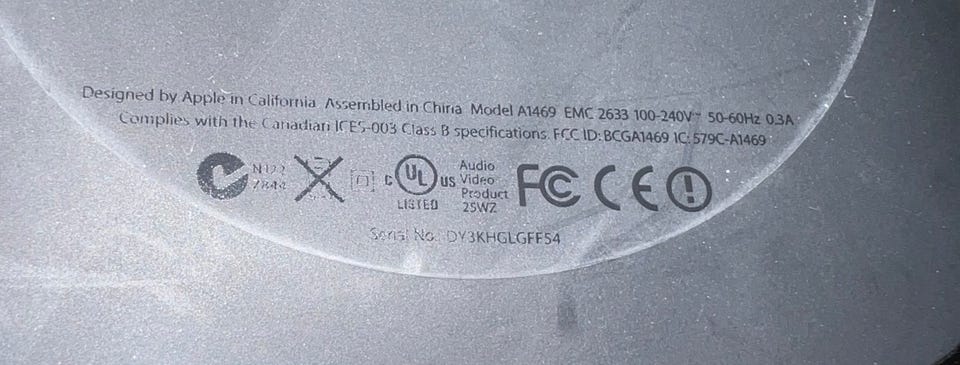 Designed by Apple in California Assembled in China Model A1469 EMC 2633 100-240V~ 50-60Hz 0.3A
Complies with the Canadian ICES-003 Class B specifications. FCC ID: BCGA1469 IC: 579C-A1469
N122
7844
c UL US
LISTED
Audio
Video
Product
25WZ
FC CE
Serial No. DY3KHGLGFF54